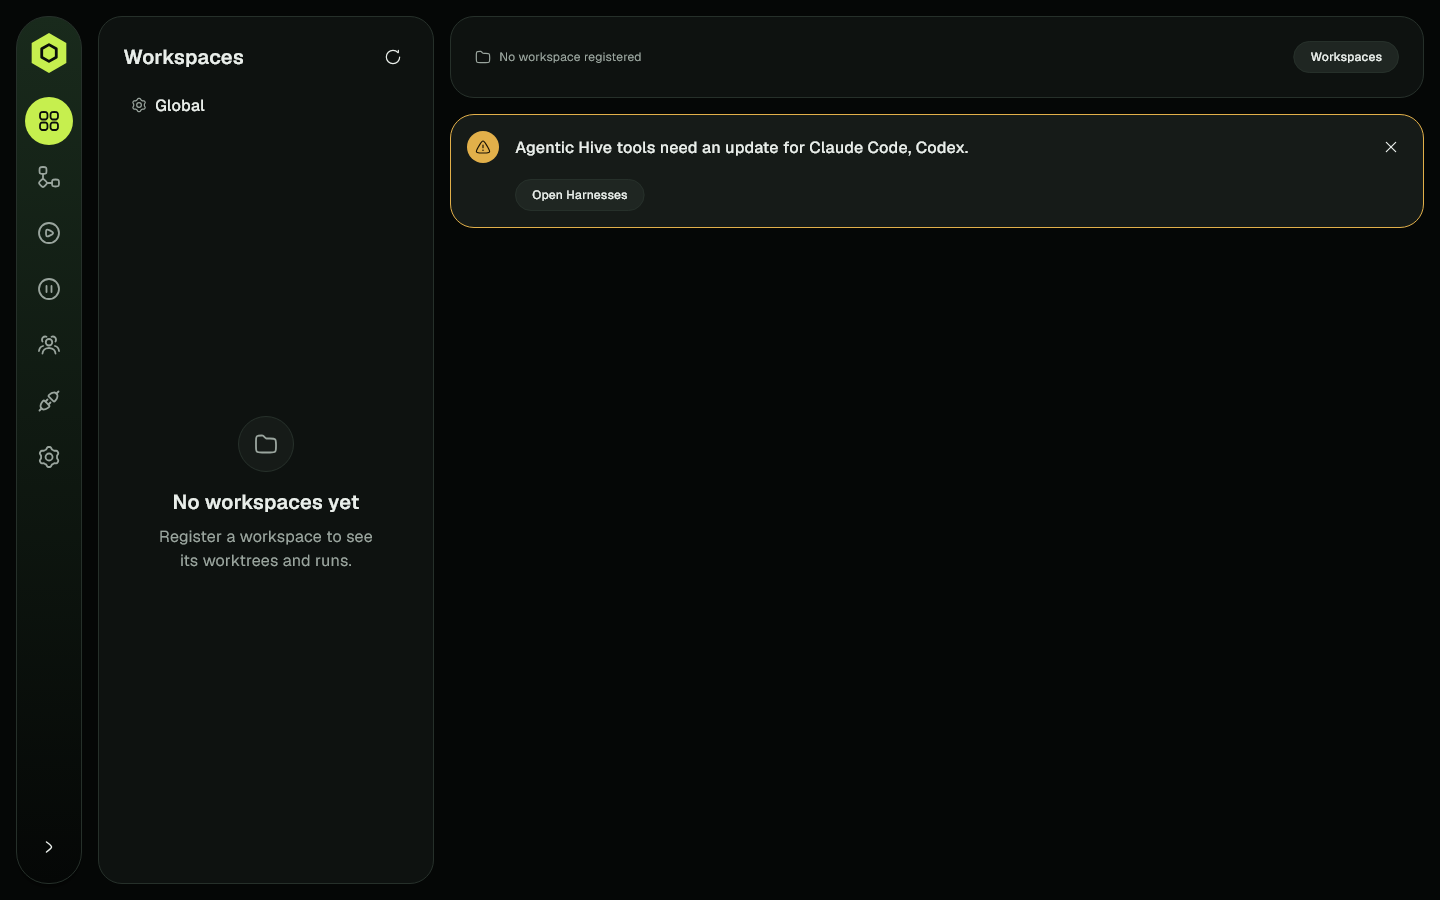 Workspaces
Global
No workspaces yet
Register a workspace to see
its worktrees and runs.
No workspace registered
Workspaces
Agentic Hive tools need an update for Claude Code, Codex.
Open Harnesses